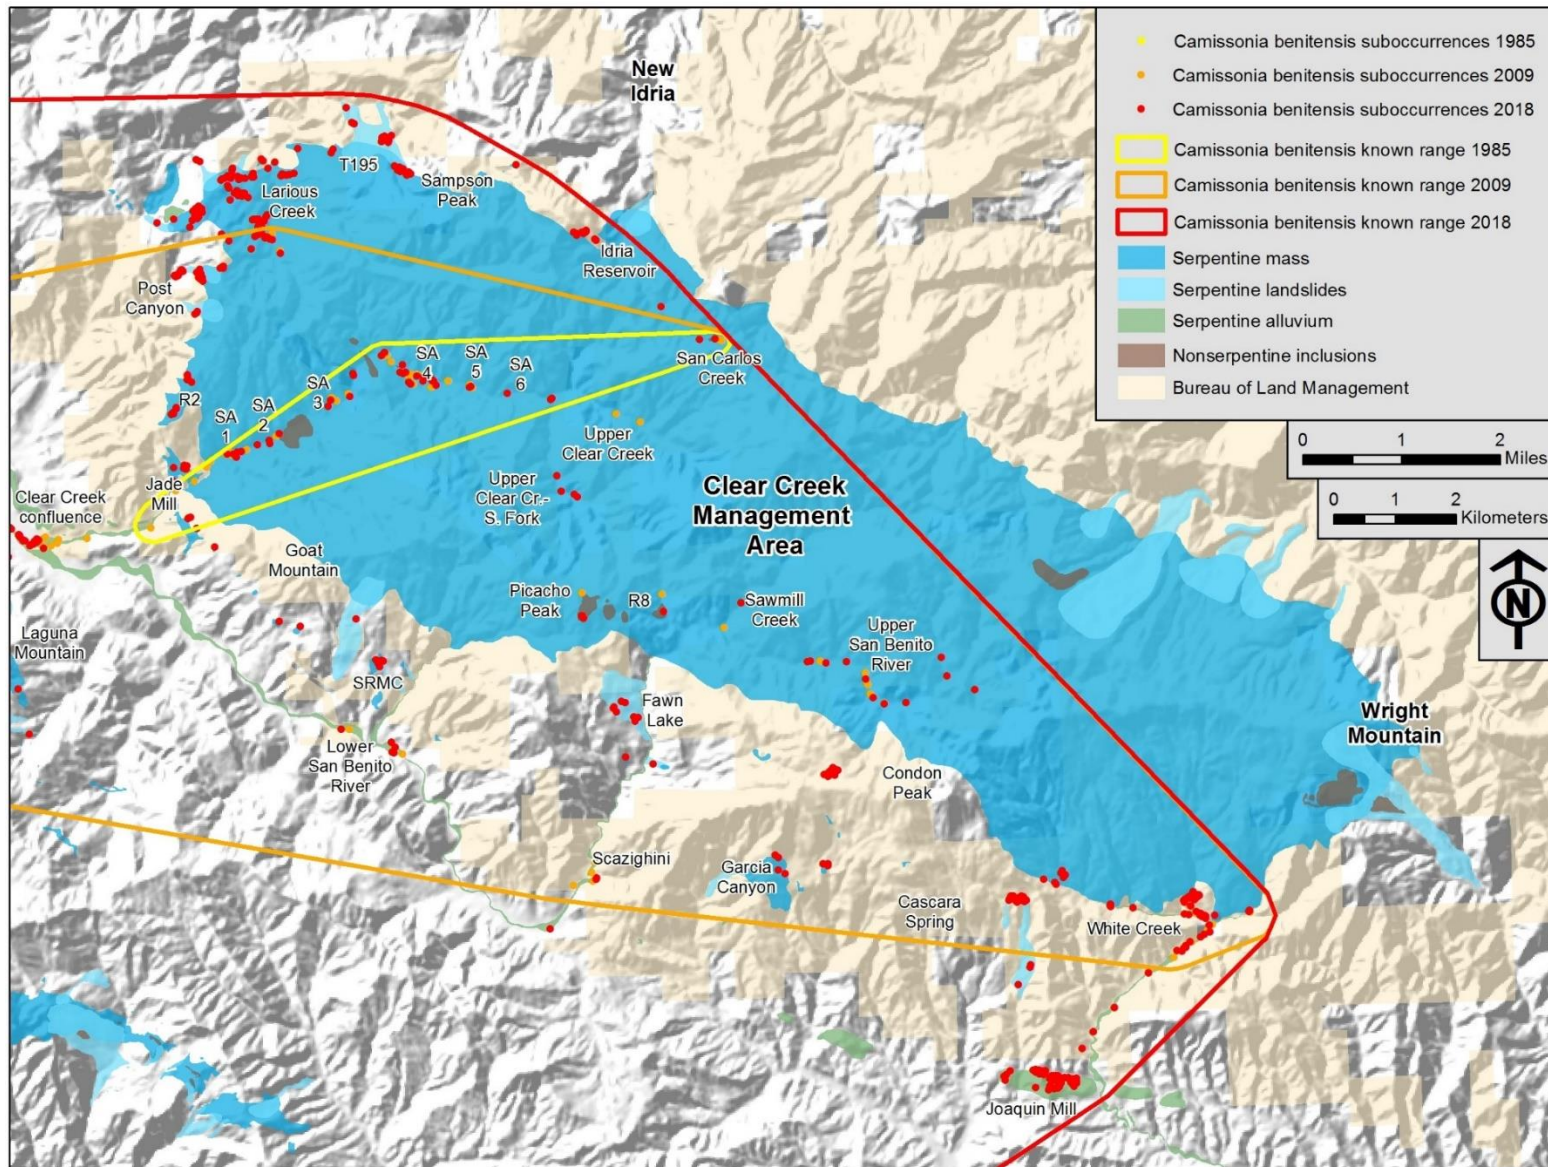 New
Idria
T195
Sampson
Peak
Larious
Creek
Idria
Reservoir
Post
Canyon
San Carlos
Creek
SA
4
SA
5
SA
6
SA
3
R2
SA
1
SA
2
Upper
Clear Creek
Jade
Mill
Upper
Clear Cr.-
S. Fork
Clear Creek
Management
Area
Clear Creek
confluence
Goat
Mountain
Picacho
Peak
R8
Sawmill
Creek
Laguna
Mountain
Upper
San Benito
River
SRMC
Fawn
Lake
Wright
Mountain
Lower
San Benito
River
Condon
Peak
Scazighini
Garcia
Canyon
Cascara
Spring
White Creek
Joaquin Mill
Camissonia benitensis suboccurrences 1985
Camissonia benitensis suboccurrences 2009
Camissonia benitensis suboccurrences 2018
Camissonia benitensis known range 1985
Camissonia benitensis known range 2009
Camissonia benitensis known range 2018
Serpentine mass
Serpentine landslides
Serpentine alluvium
Nonserpentine inclusions
Bureau of Land Management
0 1 2
Miles
0 1 2
Kilometers
N